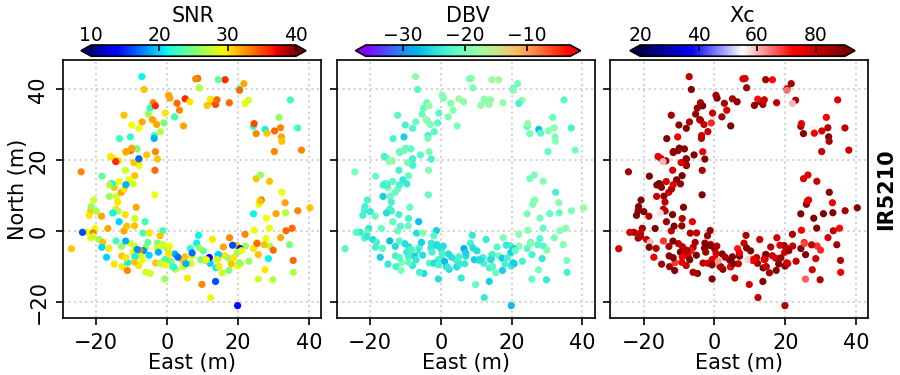 SNR DBV Xc
10 20 30 40 −30 −20 −10 20 40 60 80
North (m)
40
20
0
−20
IR5210
−20 0 20 40 −20 0 20 40 −20 0 20 40
East (m) East (m) East (m)